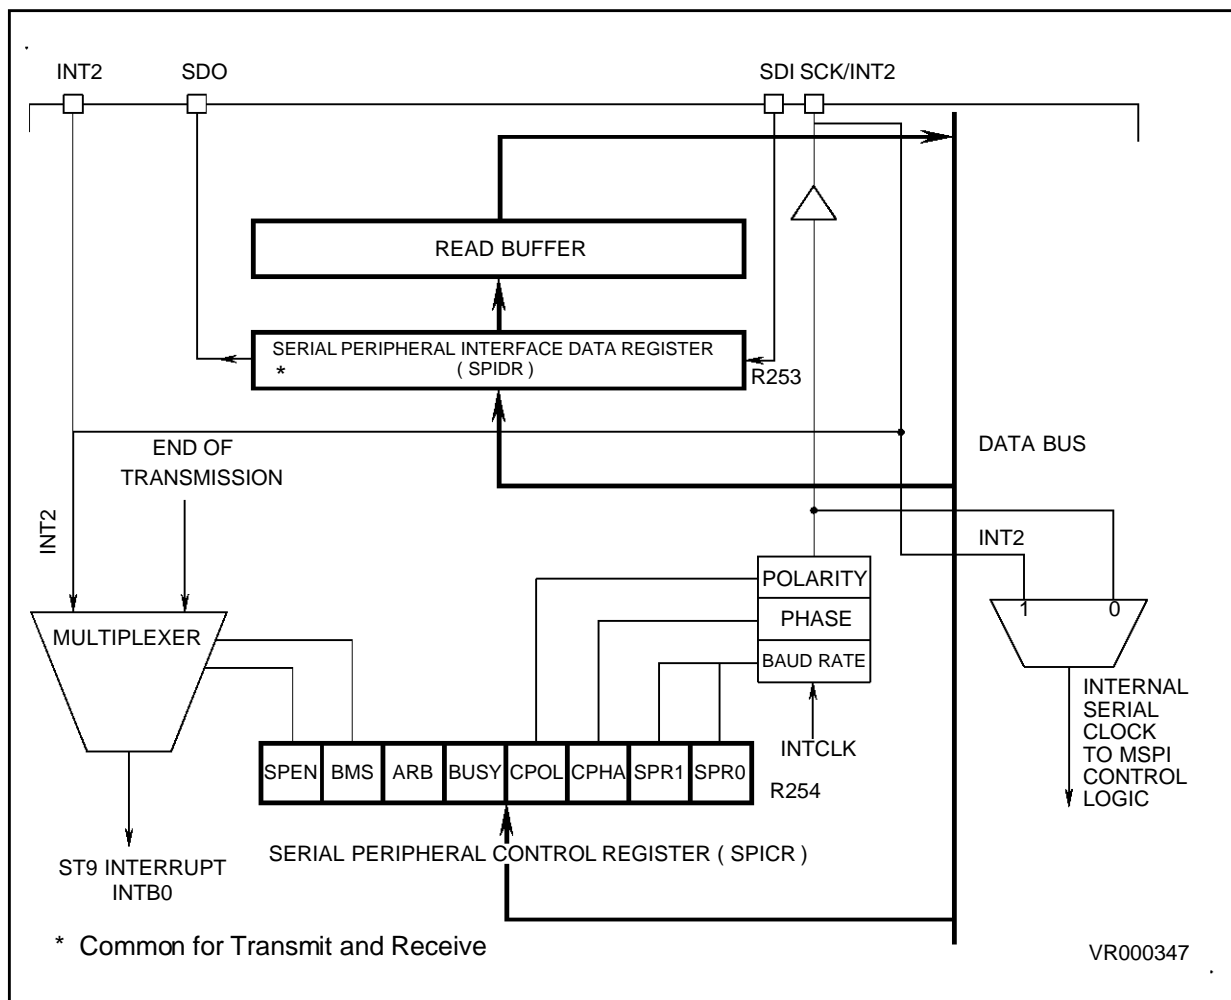 INT2
SDO
SDI SCK/INT2
READ BUFFER
SERIAL PERIPHERAL INTERFACE DATA REGISTER
* ( SPIDR )
R253
END OF
TRANSMISSION
DATA BUS
INT2
INT2
POLARITY
PHASE
BAUD RATE
1 0
MULTIPLEXER
INTCLK
INTERNAL
SERIAL
CLOCK
TO MSPI
CONTROL
LOGIC
SPEN BMS ARB BUSY CPOL CPHA SPR1 SPR0
R254
SERIAL PERIPHERAL CONTROL REGISTER ( SPICR )
ST9 INTERRUPT
INTB0
* Common for Transmit and Receive
VR000347